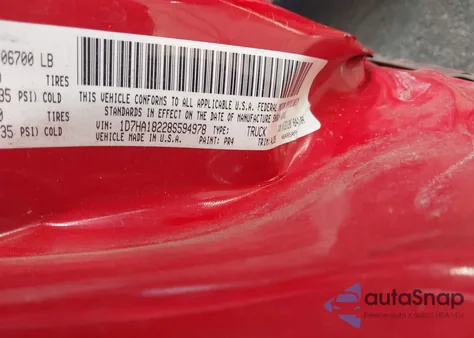 06700 LB
TIRES
35 PSI) COLD
TIRES
35 PSI) COLD
THIS VEHICLE CONFORMS TO ALL APPLICABLE U.S.A. FEDERAL
STANDARDS IN EFFECT ON THE DATE OF MANUFACTURE
VIN: 1D7HA18228S594978 TYPE: TRUCK
VEHICLE MADE IN U.S.A. PAINT: PR4 TRIM:
autoSnap